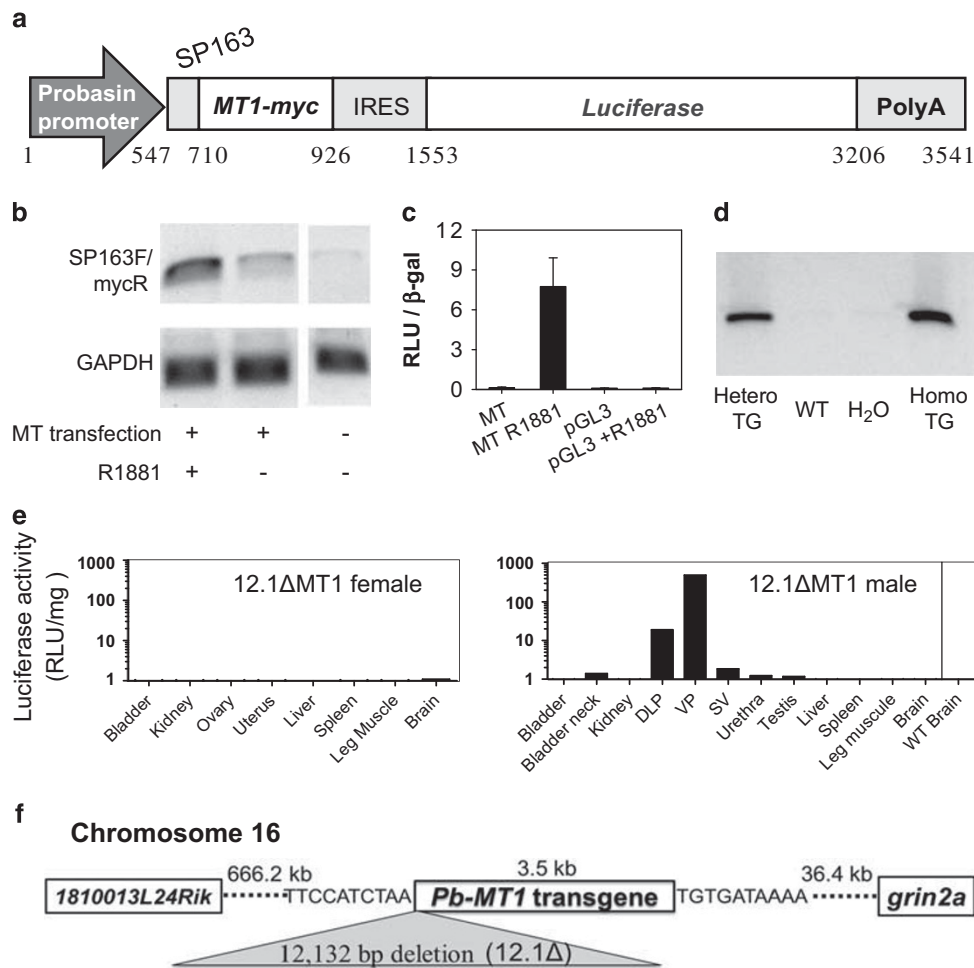 a
SP163
Probasin promoter
MT1-myc
IRES
Luciferase
PolyA
1
547
710
926
1553
3206
3541
b
SP163F/
mycR
GAPDH
MT transfection + + -
R1881 + - -
c
RLU / β-gal
12
9
6
3
0
MT
MT R1881
pGL3
pGL3 +R1881
d
Hetero TG
WT
H2O
Homo TG
e
Luciferase activity
(RLU/mg )
1000
100
10
1
12.1ΔMT1 female
Bladder
Kidney
Ovary
Uterus
Liver
Spleen
Leg Muscle
Brain
1000
100
10
1
12.1ΔMT1 male
Bladder
Bladder neck
Kidney
DLP
VP
SV
Urethra
Testis
Liver
Spleen
Leg muscule
Brain
WT Brain
f
Chromosome 16
1810013L24Rik
666.2 kb
TTCCATCTAA
3.5 kb
Pb-MT1 transgene
TGTGATAAAA
36.4 kb
grin2a
12,132 bp deletion (12.1Δ)